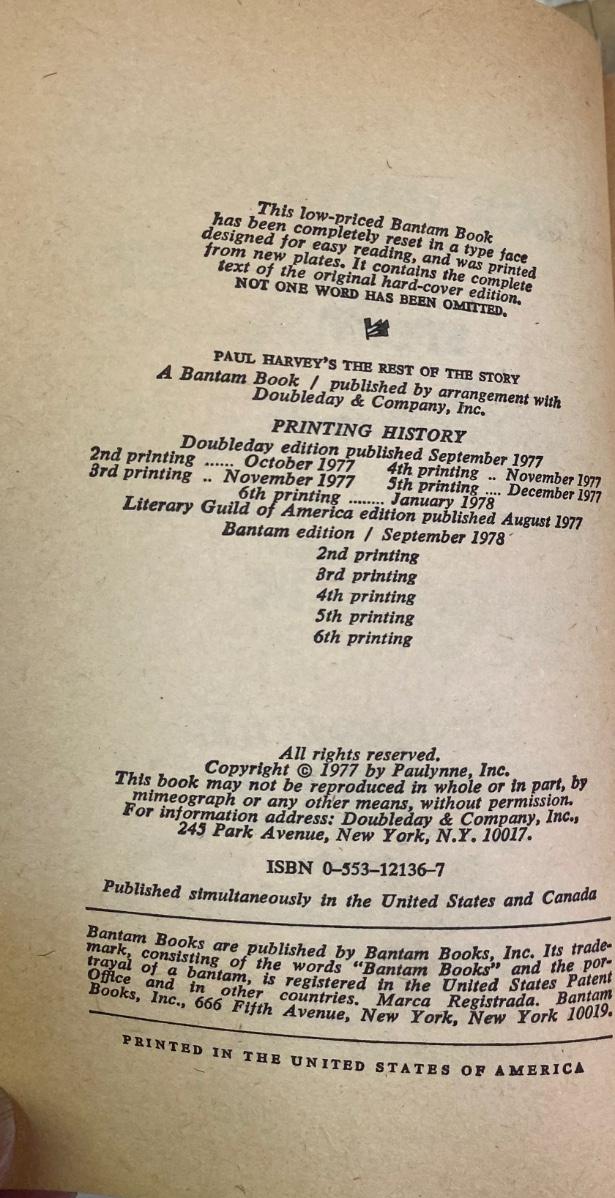 This low-priced Bantam Book
has been completely reset in a type face
designed for easy reading, and was printed
from new plates. It contains the complete
text of the original hard-cover edition.
NOT ONE WORD HAS BEEN OMITTED.
PAUL HARVEY'S THE REST OF THE STORY
A Bantam Book / published by arrangement with
Doubleday & Company, Inc.
PRINTING HISTORY
Doubleday edition published September 1977
2nd printing ...... October 1977 4th printing .. November 1977
3rd printing .. November 1977 5th printing .... December 1977
6th printing ........ January 1978
Literary Guild of America edition published August 1977
Bantam edition / September 1978
2nd printing
3rd printing
4th printing
5th printing
6th printing
All rights reserved.
Copyright © 1977 by Paulynne, Inc.
This book may not be reproduced in whole or in part, by
mimeograph or any other means, without permission.
For information address: Doubleday & Company, Inc.,
245 Park Avenue, New York, N.Y. 10017.
ISBN 0–553–12136–7
Published simultaneously in the United States and Canada
Bantam Books are published by Bantam Books, Inc. Its trade-
mark, consisting of the words "Bantam Books" and the por-
trayal of a bantam, is registered in the United States Patent
Office and in other countries. Marca Registrada. Bantam
Books, Inc., 666 Fifth Avenue, New York, New York 10019.
PRINTED IN THE UNITED STATES OF AMERICA